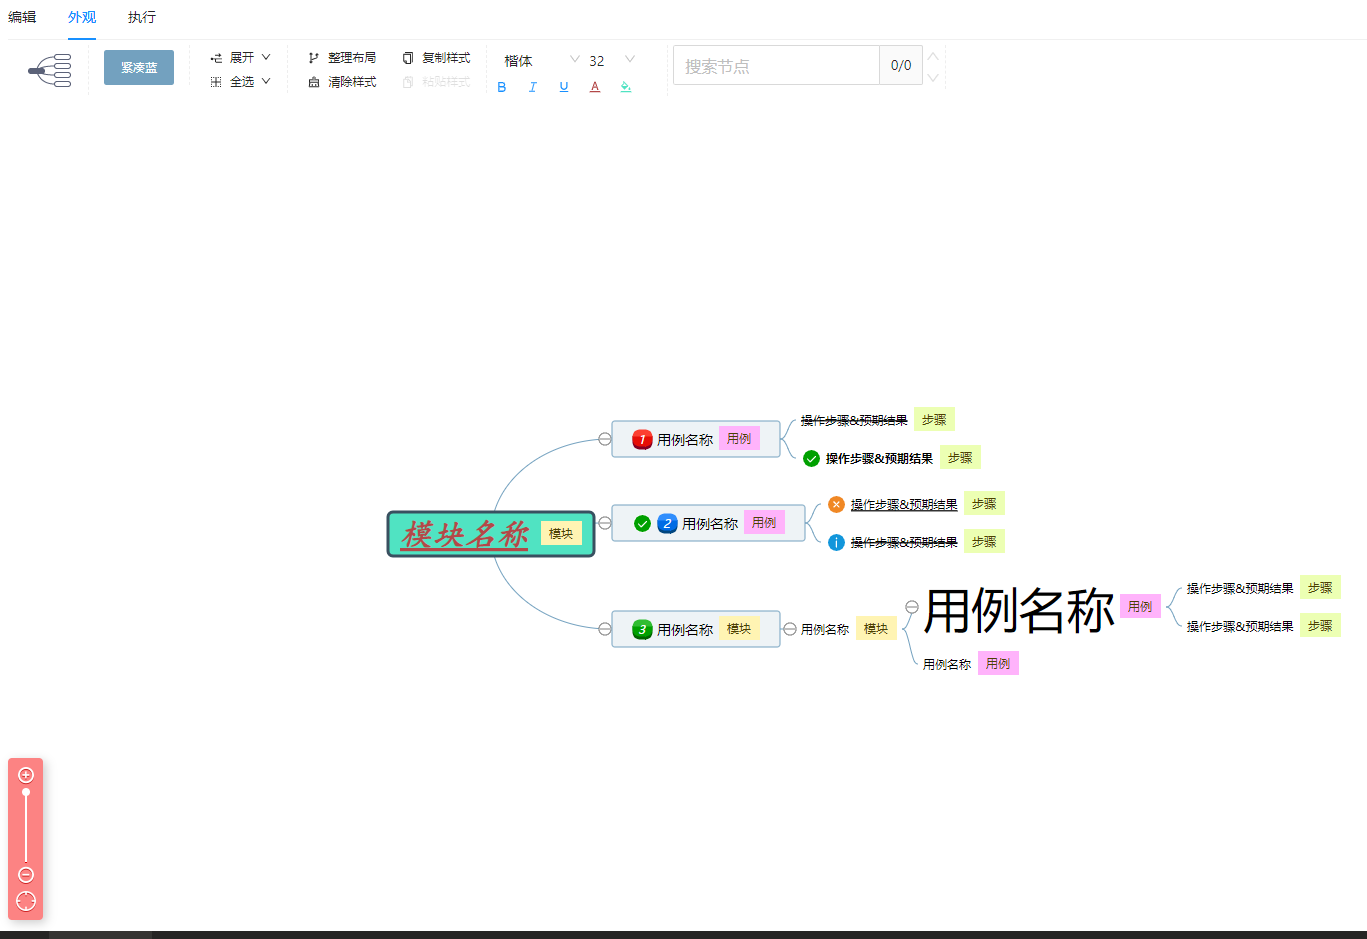 编辑 外观 执行
紧凑蓝 展开 整理布局 复制样式 楷体 32 搜索节点 0/0
全选 清除样式 粘贴样式 B I U A
操作步骤&预期结果 步骤
1 用例名称 用例
操作步骤&预期结果 步骤
操作步骤&预期结果 步骤
2 用例名称 用例
模块名称 模块
操作步骤&预期结果 步骤
操作步骤&预期结果 步骤
用例名称 用例
3 用例名称 模块 用例名称 模块
操作步骤&预期结果 步骤
用例名称 用例